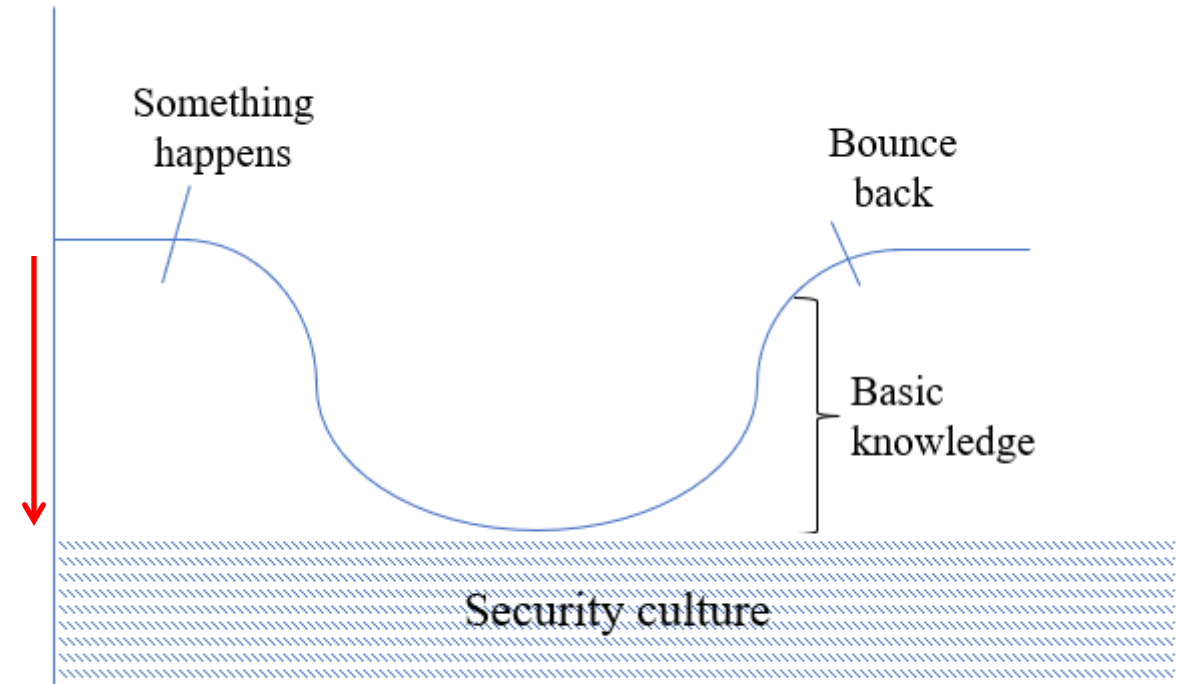 Something
happens
Bounce
back
Basic
knowledge
Security culture